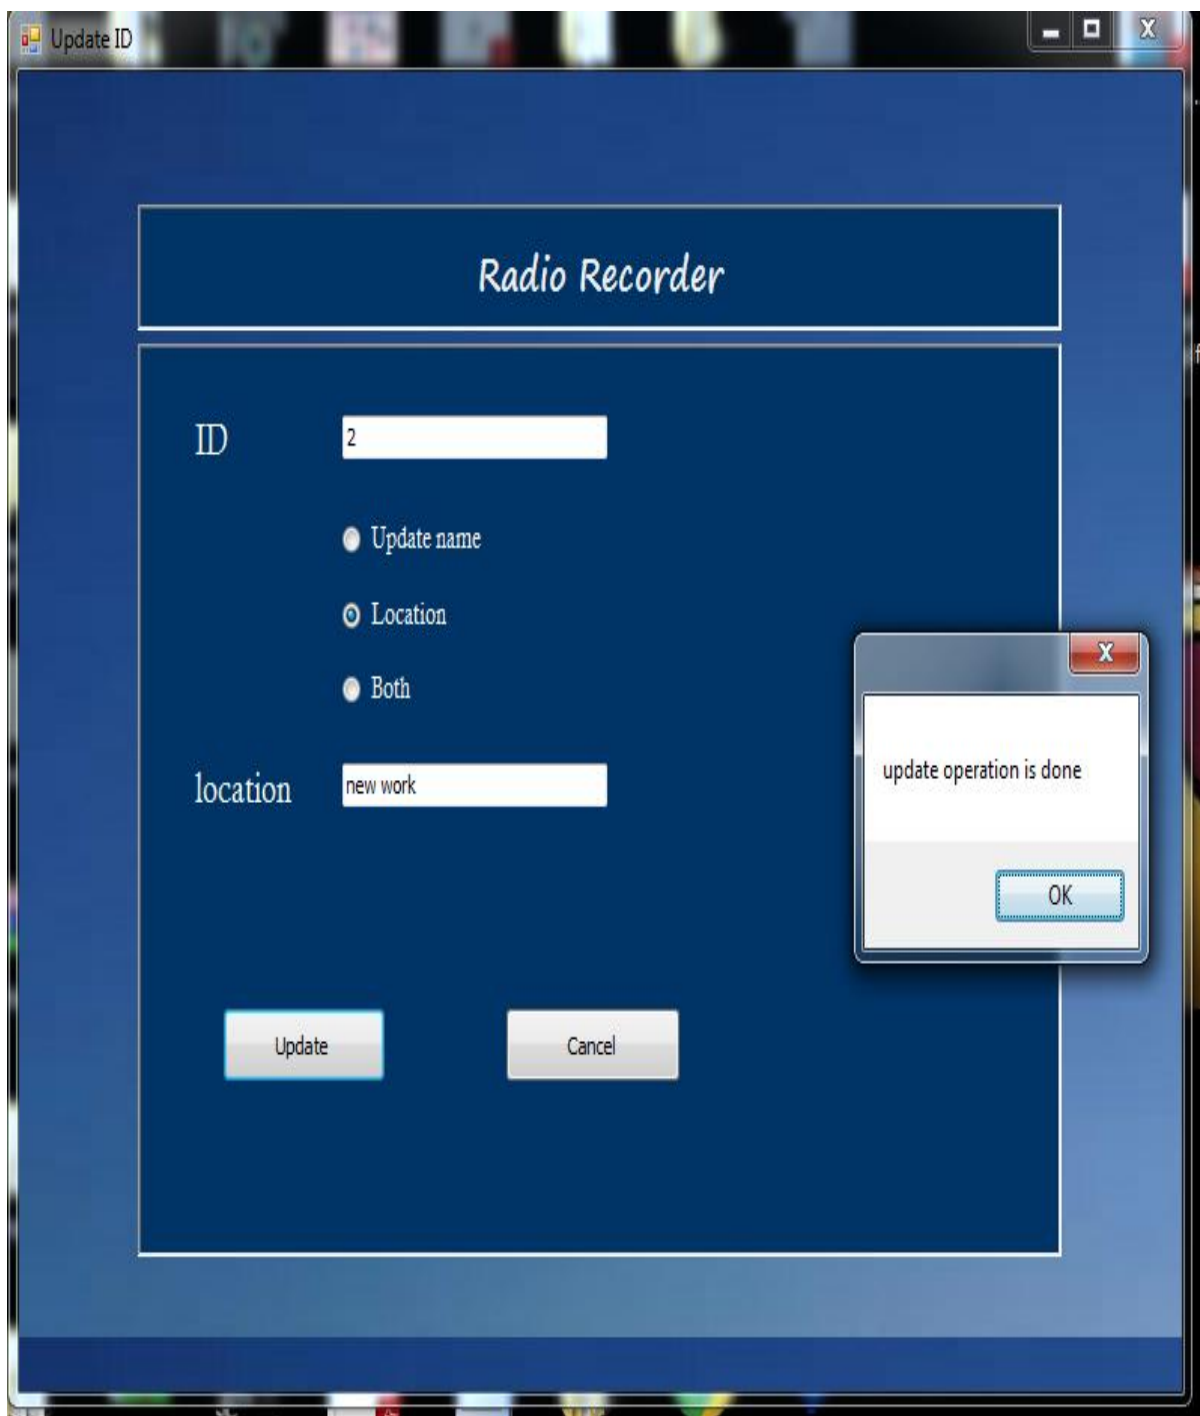 Update ID
Radio Recorder
ID 2
Update name
Location
Both
location new work
update operation is done
OK
Update Cancel